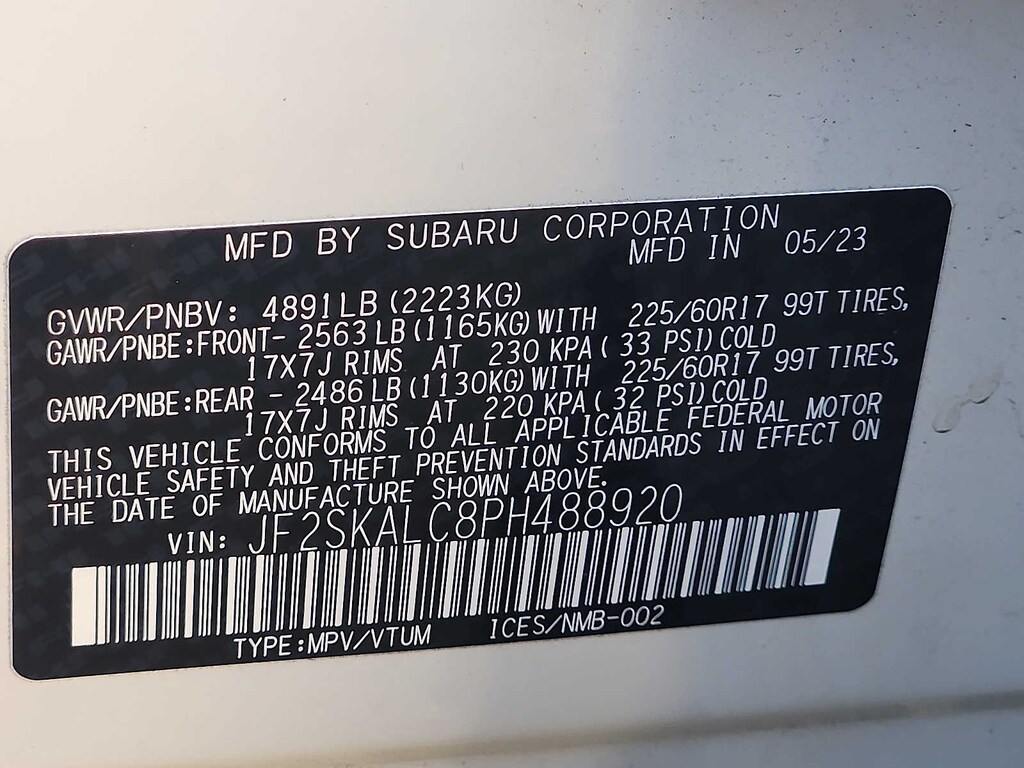 MFD BY SUBARU CORPORATION
MFD IN 05/23
GVWR/PNBV: 4891LB (2223KG)
GAWR/PNBE:FRONT- 2563 LB (1165KG) WITH 225/60R17 99T TIRES,
17X7J RIMS AT 230 KPA ( 33 PSI) COLD
GAWR/PNBE:REAR - 2486 LB (1130KG) WITH 225/60R17 99T TIRES,
17X7J RIMS AT 220 KPA ( 32 PSI) COLD
THIS VEHICLE CONFORMS TO ALL APPLICABLE FEDERAL MOTOR
VEHICLE SAFETY AND THEFT PREVENTION STANDARDS IN EFFECT ON
THE DATE OF MANUFACTURE SHOWN ABOVE.
VIN: JF2SKALC8PH488920
TYPE:MPV/VTUM ICES/NMB-002